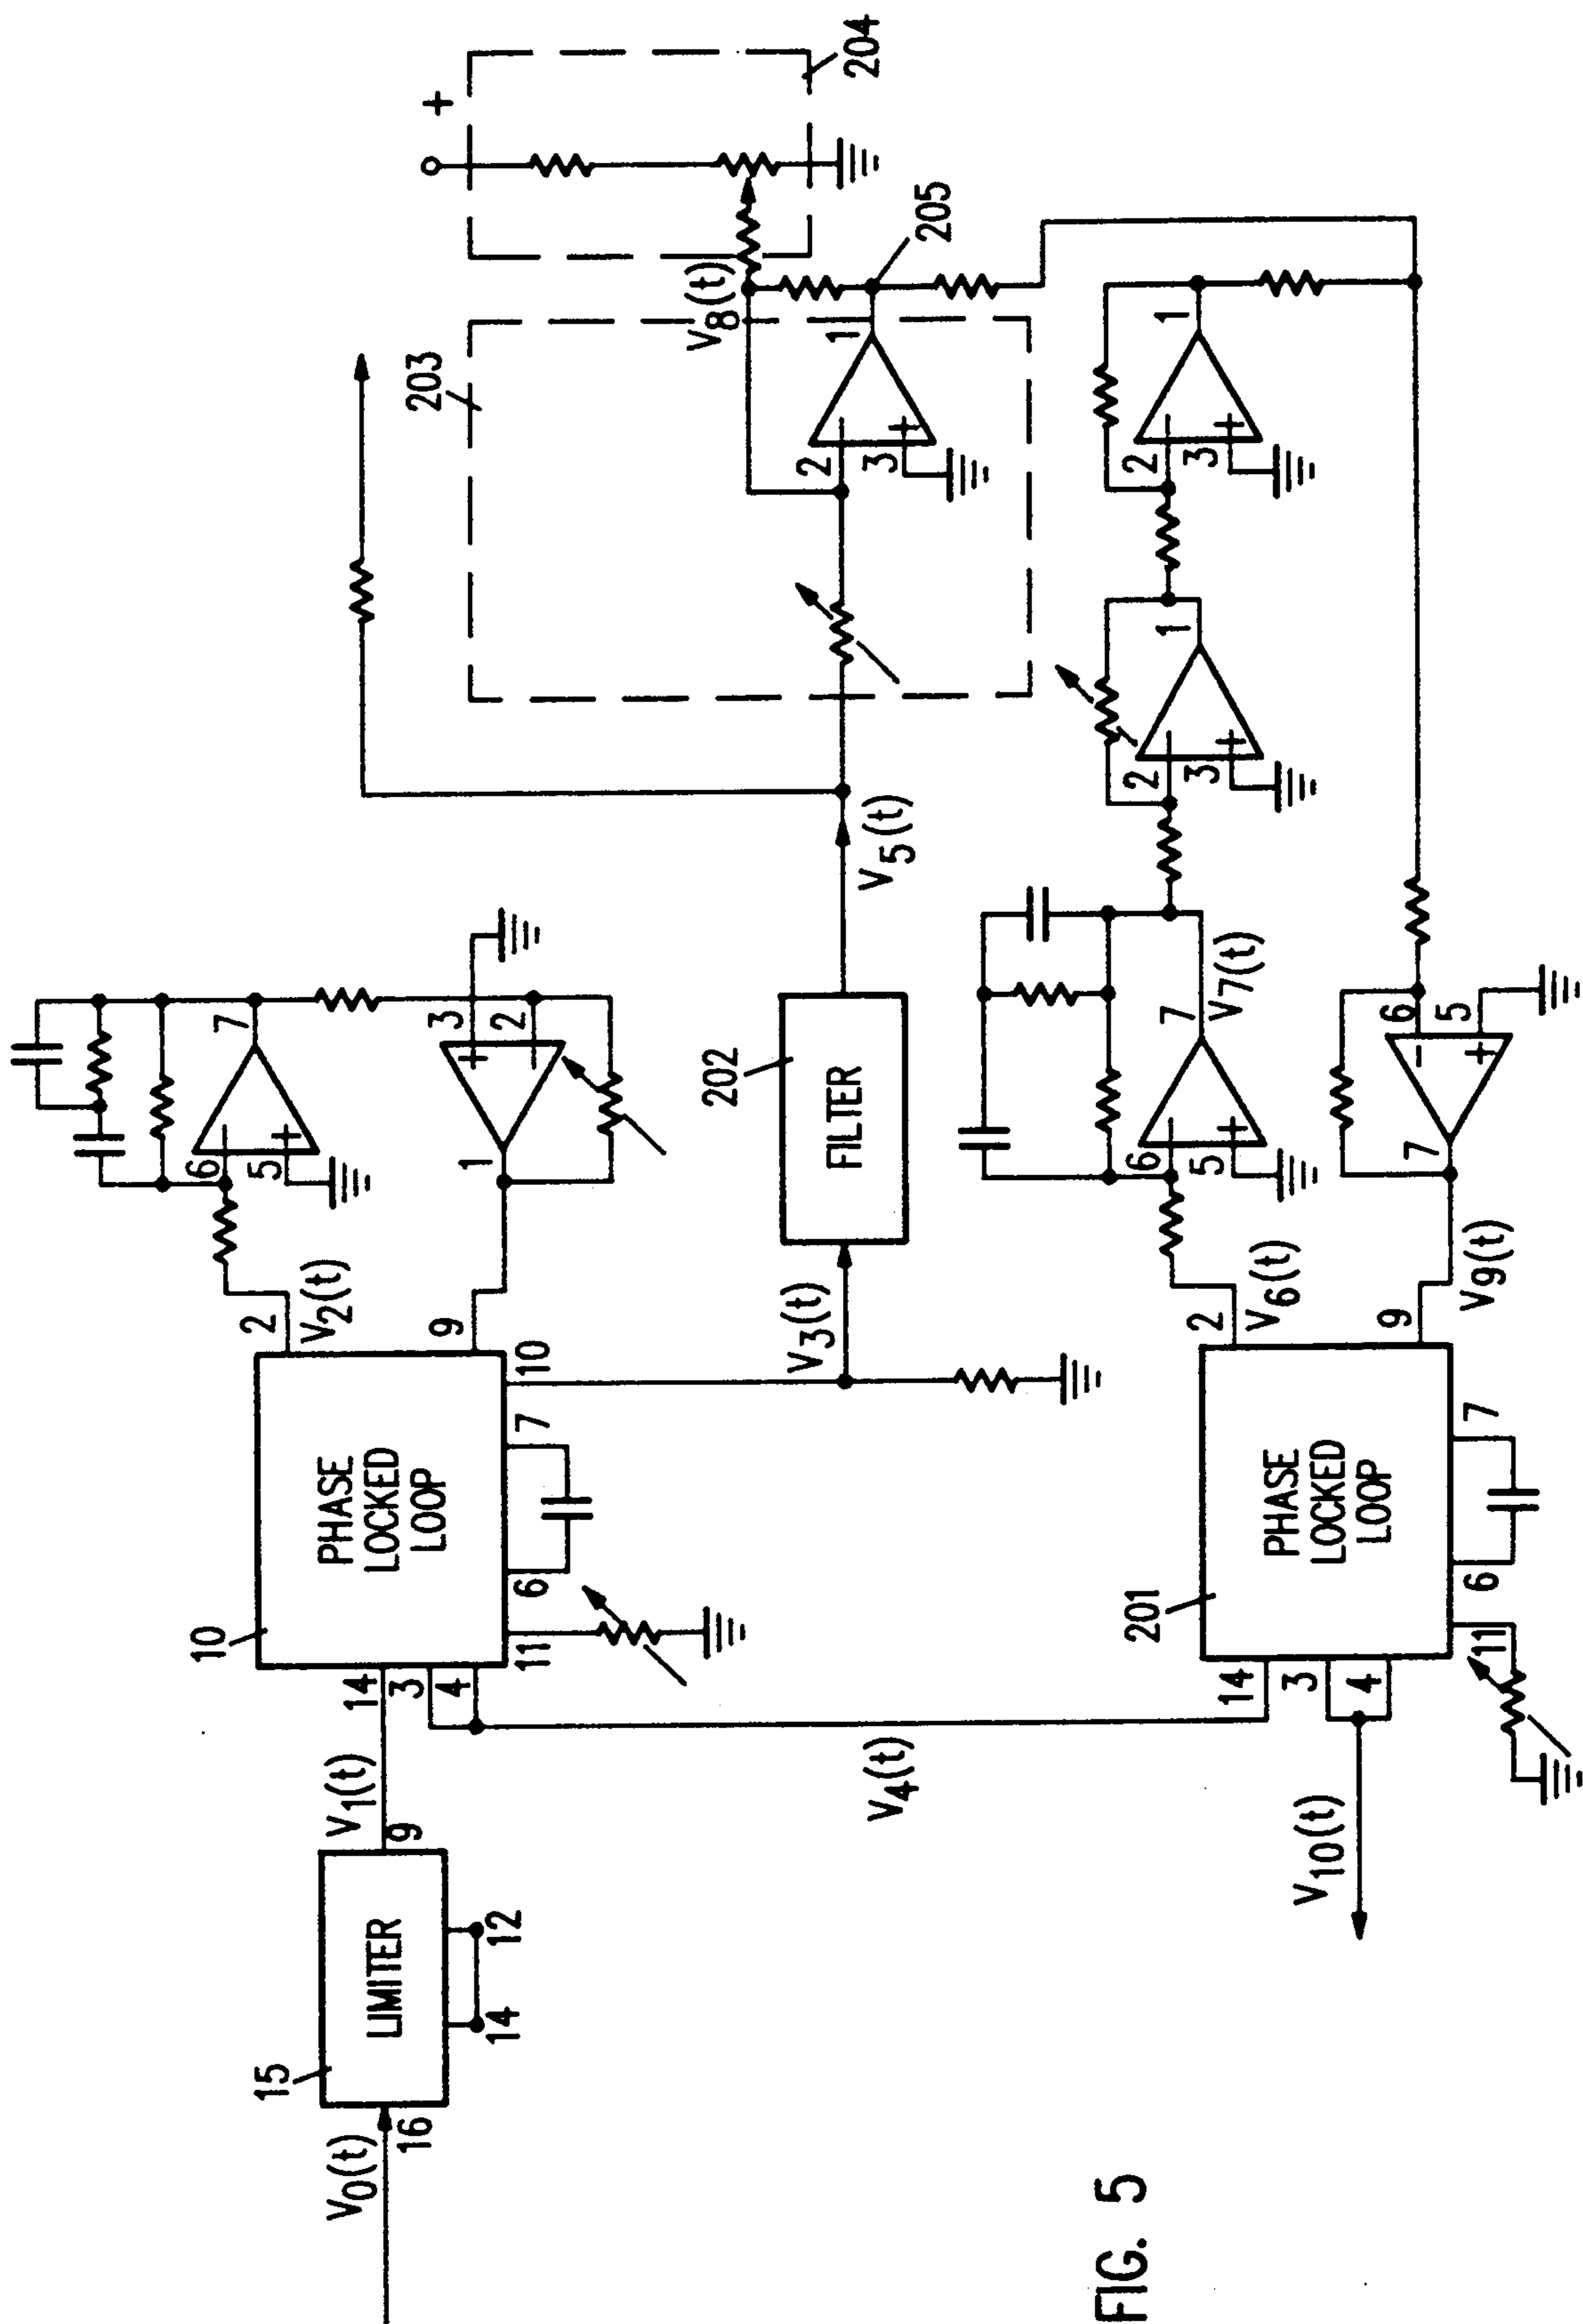 V0(t)
16
15
LIMITER
14
12
9
V1(t)
14
3
4
10
PHASE
LOCKED
LOOP
11
6
7
10
2
9
V2(t)
6
5
7
1
3
2
V3(t)
202
FILTER
V5(t)
203
2
3
1
V8(t)
204
+
205
V4(t)
14
3
4
201
PHASE
LOCKED
LOOP
11
6
7
2
9
V6(t)
6
5
7
V7(t)
2
3
1
2
3
1
6
5
7
V9(t)
V10(t)
FIG. 5